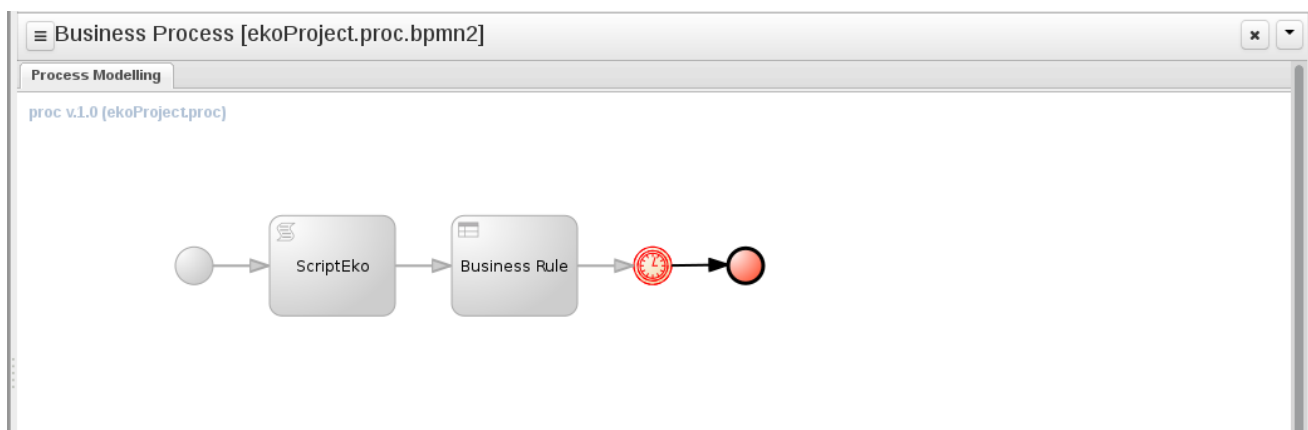 Business Process [ekoProject.proc.bpmn2]
Process Modelling
proc v.1.0 (ekoProject.proc)
ScriptEko
Business Rule